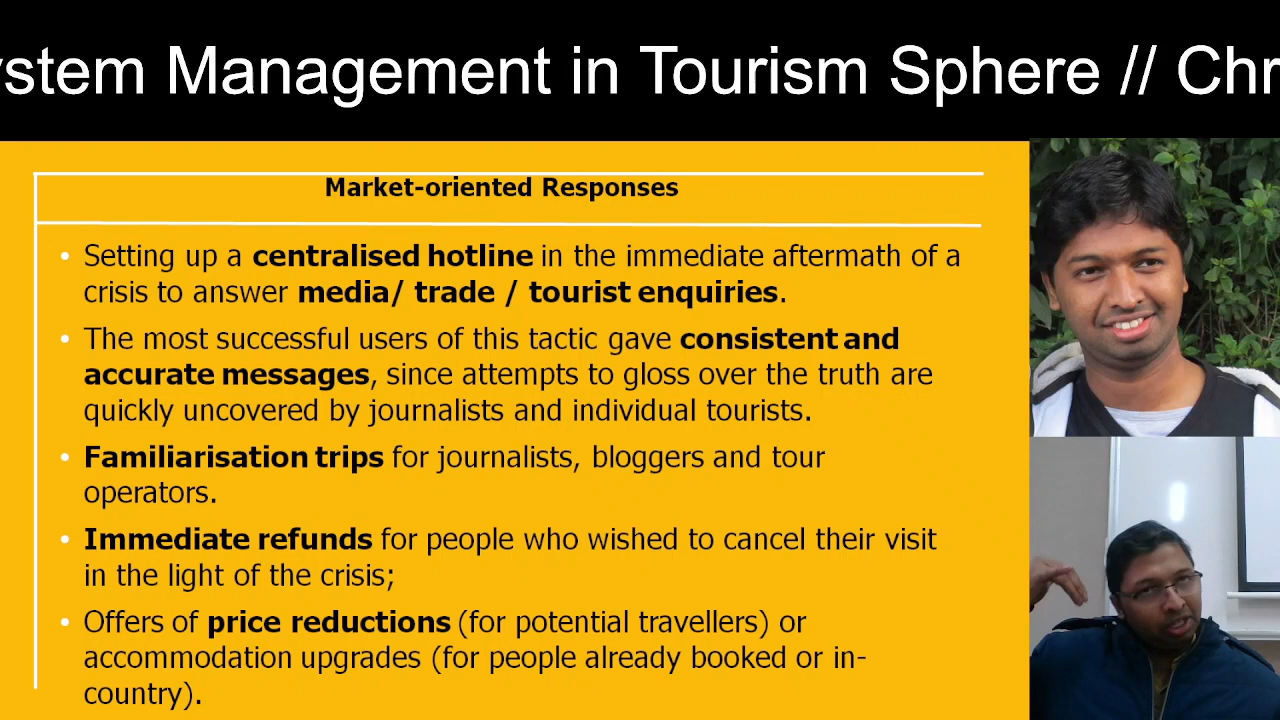 ystem Management in Tourism Sphere // Chr
Market-oriented Responses
• Setting up a centralised hotline in the immediate aftermath of a
crisis to answer media/ trade / tourist enquiries.
• The most successful users of this tactic gave consistent and
accurate messages, since attempts to gloss over the truth are
quickly uncovered by journalists and individual tourists.
• Familiarisation trips for journalists, bloggers and tour
operators.
• Immediate refunds for people who wished to cancel their visit
in the light of the crisis;
• Offers of price reductions (for potential travellers) or
accommodation upgrades (for people already booked or in-
country).